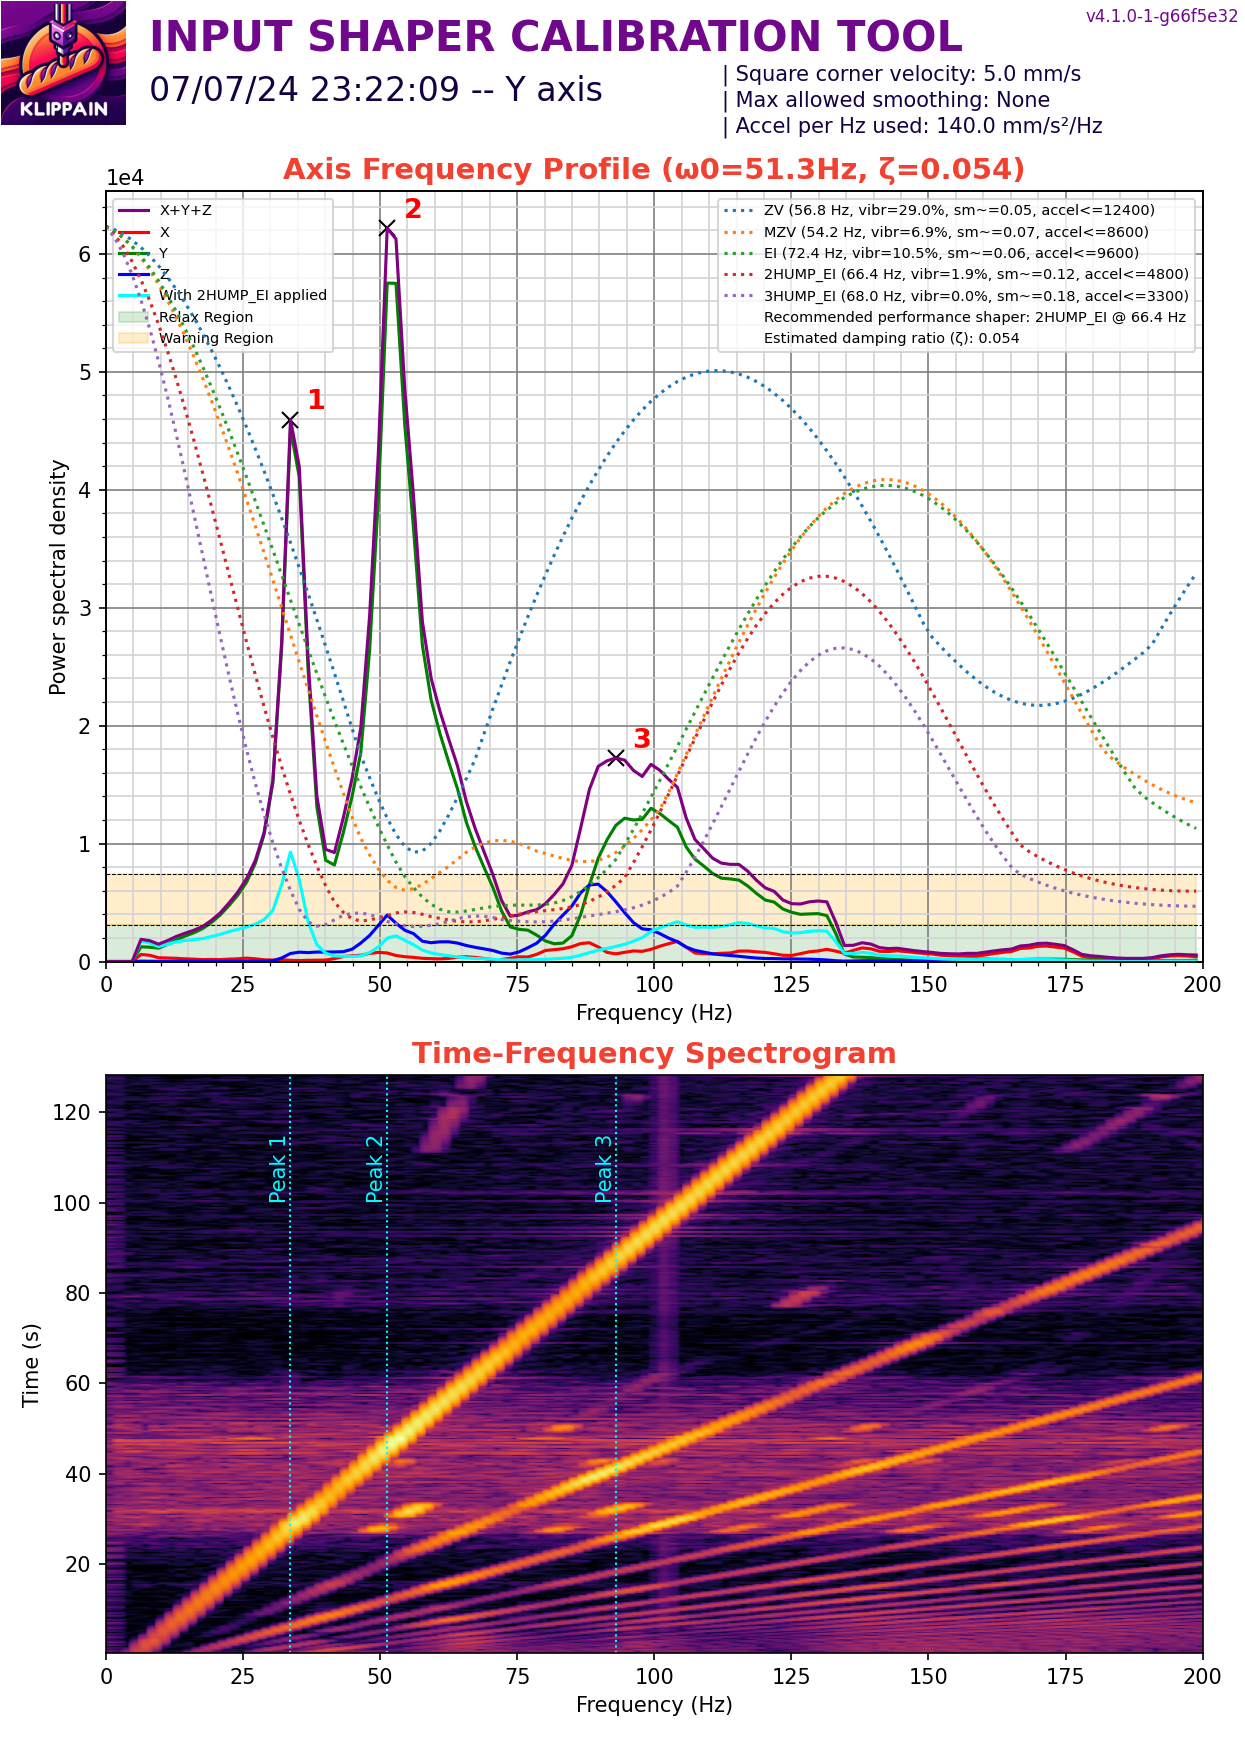 v4.1.0-1-g66f5e32
INPUT SHAPER CALIBRATION TOOL
07/07/24 23:22:09 -- Y axis
| Square corner velocity: 5.0 mm/s
| Max allowed smoothing: None
| Accel per Hz used: 140.0 mm/s²/Hz
KLIPPAIN
Axis Frequency Profile (ω0=51.3Hz, ζ=0.054)
1e4
X+Y+Z
X
Y
Z
With 2HUMP_EI applied
Relax Region
Warning Region
ZV (56.8 Hz, vibr=29.0%, sm~=0.05, accel<=12400)
MZV (54.2 Hz, vibr=6.9%, sm~=0.07, accel<=8600)
EI (72.4 Hz, vibr=10.5%, sm~=0.06, accel<=9600)
2HUMP_EI (66.4 Hz, vibr=1.9%, sm~=0.12, accel<=4800)
3HUMP_EI (68.0 Hz, vibr=0.0%, sm~=0.18, accel<=3300)
Recommended performance shaper: 2HUMP_EI @ 66.4 Hz
Estimated damping ratio (ζ): 0.054
1
2
3
Power spectral density
6
5
4
3
2
1
0
0 25 50 75 100 125 150 175 200
Frequency (Hz)
Time-Frequency Spectrogram
Peak 1
Peak 2
Peak 3
Time (s)
120
100
80
60
40
20
0 25 50 75 100 125 150 175 200
Frequency (Hz)